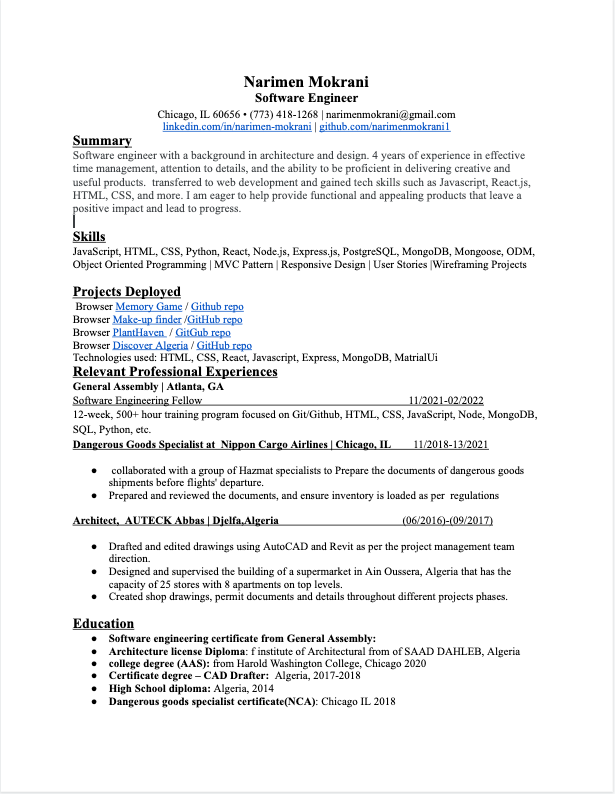 Narimen Mokrani
Software Engineer
Chicago, IL 60656 • (773) 418-1268 | narimenmokrani@gmail.com
linkedin.com/in/narimen-mokrani | github.com/narimenmokrani1
Summary
Software engineer with a background in architecture and design. 4 years of experience in effective
time management, attention to details, and the ability to be proficient in delivering creative and
useful products.  transferred to web development and gained tech skills such as Javascript, React.js,
HTML, CSS, and more. I am eager to help provide functional and appealing products that leave a
positive impact and lead to progress.
Skills
JavaScript, HTML, CSS, Python, React, Node.js, Express.js, PostgreSQL, MongoDB, Mongoose, ODM,
Object Oriented Programming | MVC Pattern | Responsive Design | User Stories |Wireframing Projects
Projects Deployed
Browser Memory Game / Github repo
Browser Make-up finder /GitHub repo
Browser PlantHaven  / GitGub repo
Browser Discover Algeria / GitHub repo
Technologies used: HTML, CSS, React, Javascript, Express, MongoDB, MatrialUi
Relevant Professional Experiences
General Assembly | Atlanta, GA
Software Engineering Fellow 11/2021-02/2022
12-week, 500+ hour training program focused on Git/Github, HTML, CSS, JavaScript, Node, MongoDB,
SQL, Python, etc.
Dangerous Goods Specialist at  Nippon Cargo Airlines | Chicago, IL 11/2018-13/2021
● collaborated with a group of Hazmat specialists to Prepare the documents of dangerous goods
shipments before flights' departure.
● Prepared and reviewed the documents, and ensure inventory is loaded as per  regulations
Architect,  AUTECK Abbas | Djelfa,Algeria (06/2016)-(09/2017)
● Drafted and edited drawings using AutoCAD and Revit as per the project management team
direction.
● Designed and supervised the building of a supermarket in Ain Oussera, Algeria that has the
capacity of 25 stores with 8 apartments on top levels.
● Created shop drawings, permit documents and details throughout different projects phases.
Education
● Software engineering certificate from General Assembly:
● Architecture license Diploma: f institute of Architectural from of SAAD DAHLEB, Algeria
● college degree (AAS): from Harold Washington College, Chicago 2020
● Certificate degree – CAD Drafter:  Algeria, 2017-2018
● High School diploma: Algeria, 2014
● Dangerous goods specialist certificate(NCA): Chicago IL 2018